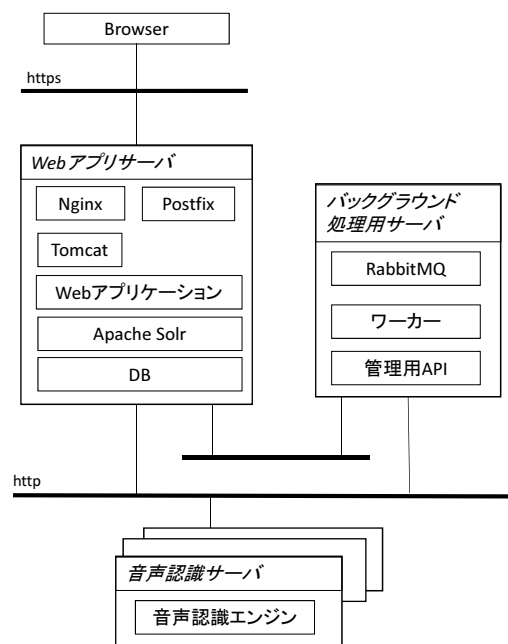 Browser
https
Webアプリサーバ
Nginx
Postfix
Tomcat
Webアプリケーション
Apache Solr
DB
バックグラウンド
処理用サーバ
RabbitMQ
ワーカー
管理用API
http
音声認識サーバ
音声認識エンジン